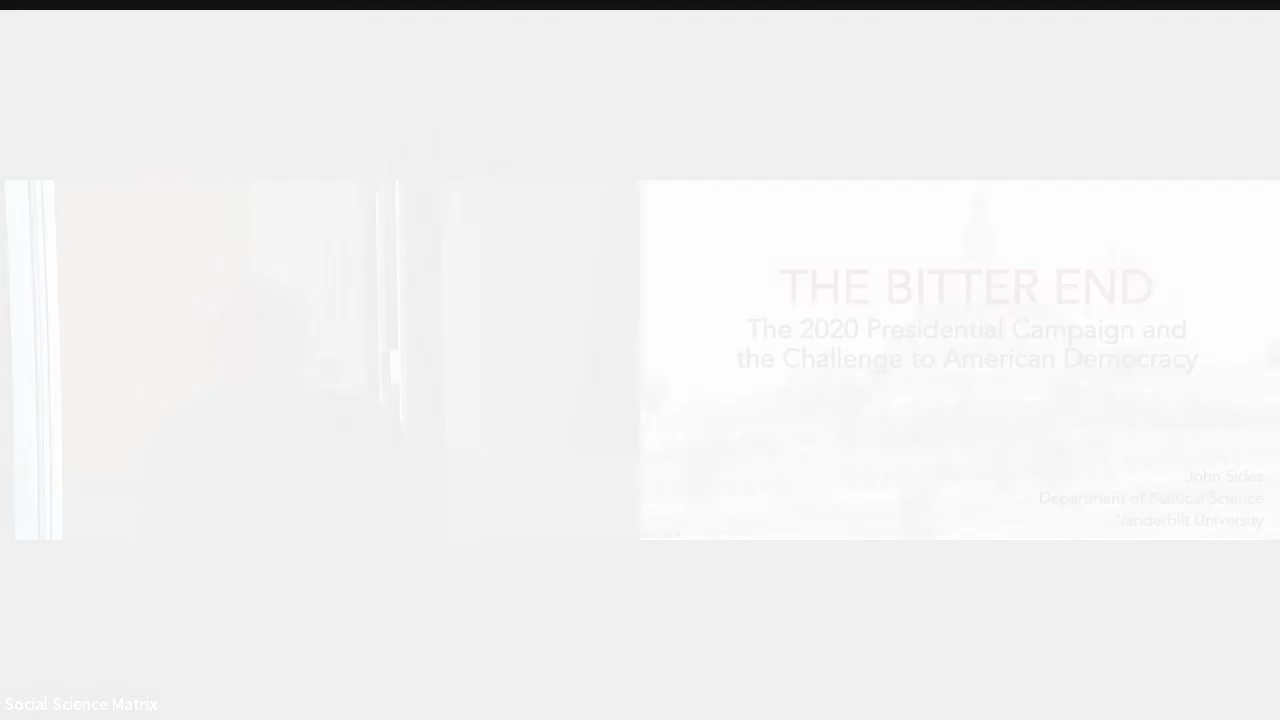 THE BITTER END
The 2020 Presidential Campaign and
the Challenge to American Democracy
John Sides
Department of Political Science
Vanderbilt University
Social Science Matrix